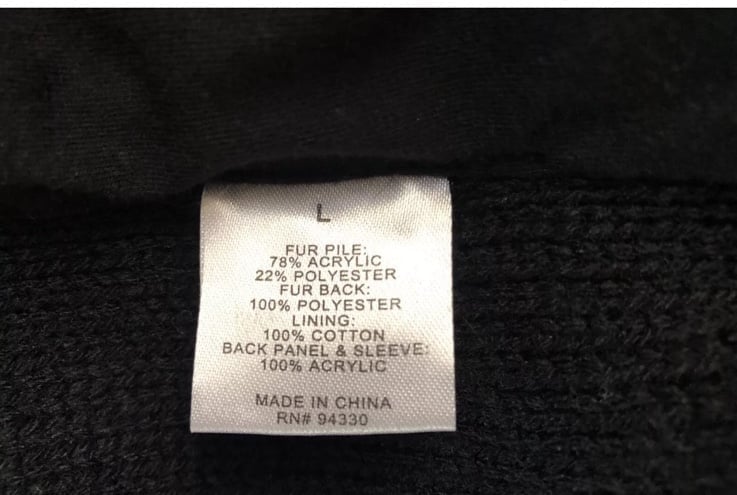 L
FUR PILE:
78% ACRYLIC
22% POLYESTER
FUR BACK:
100% POLYESTER
LINING:
100% COTTON
BACK PANEL & SLEEVE:
100% ACRYLIC
MADE IN CHINA
RN# 94330